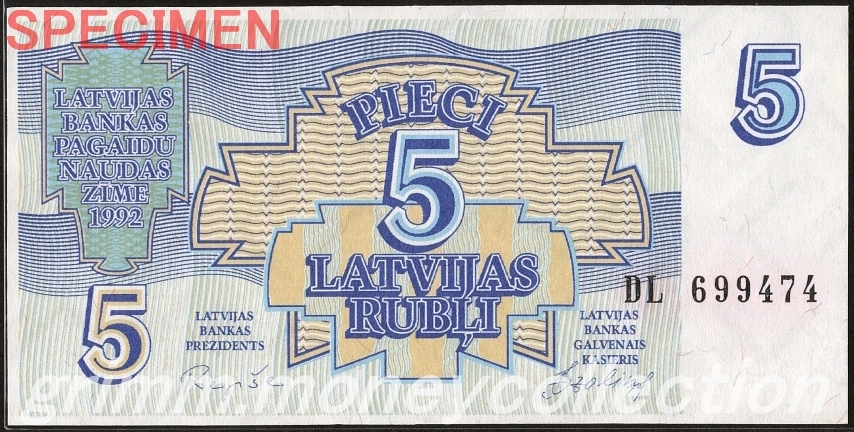 SPECIMEN
LATVIJAS
BANKAS
PAGAIDU
NAUDAS
ZĪME
1992
PIECI
5
5
LATVIJAS
RUBĻI
DL 699474
5
LATVIJAS
BANKAS
PREZIDENTS
LATVIJAS
BANKAS
GALVENAIS
KASIERIS